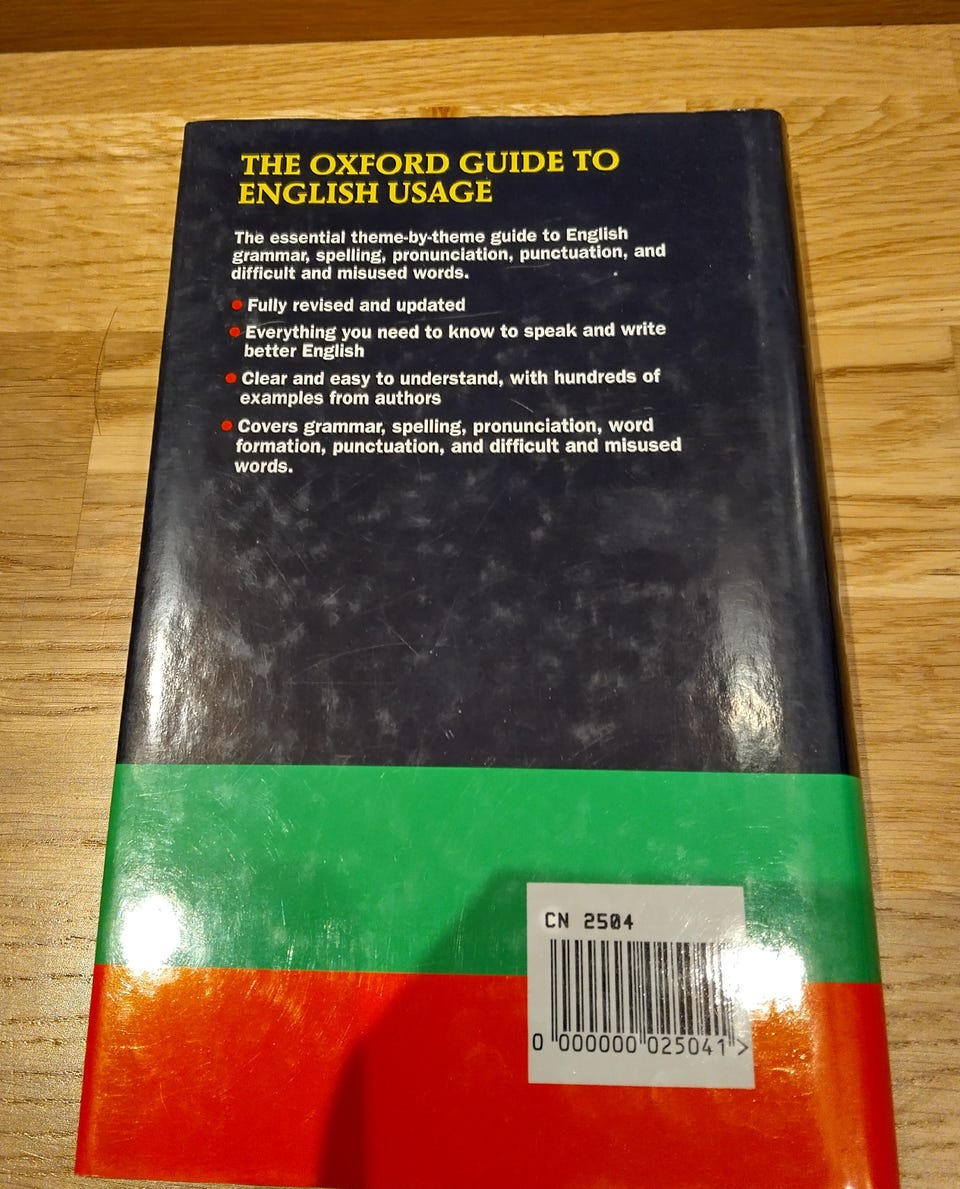 THE OXFORD GUIDE TO
ENGLISH USAGE
The essential theme-by-theme guide to English
grammar, spelling, pronunciation, punctuation, and
difficult and misused words.
• Fully revised and updated
• Everything you need to know to speak and write
better English
• Clear and easy to understand, with hundreds of
examples from authors
• Covers grammar, spelling, pronunciation, word
formation, punctuation, and difficult and misused
words.
CN 2504
0 000000 025041 >